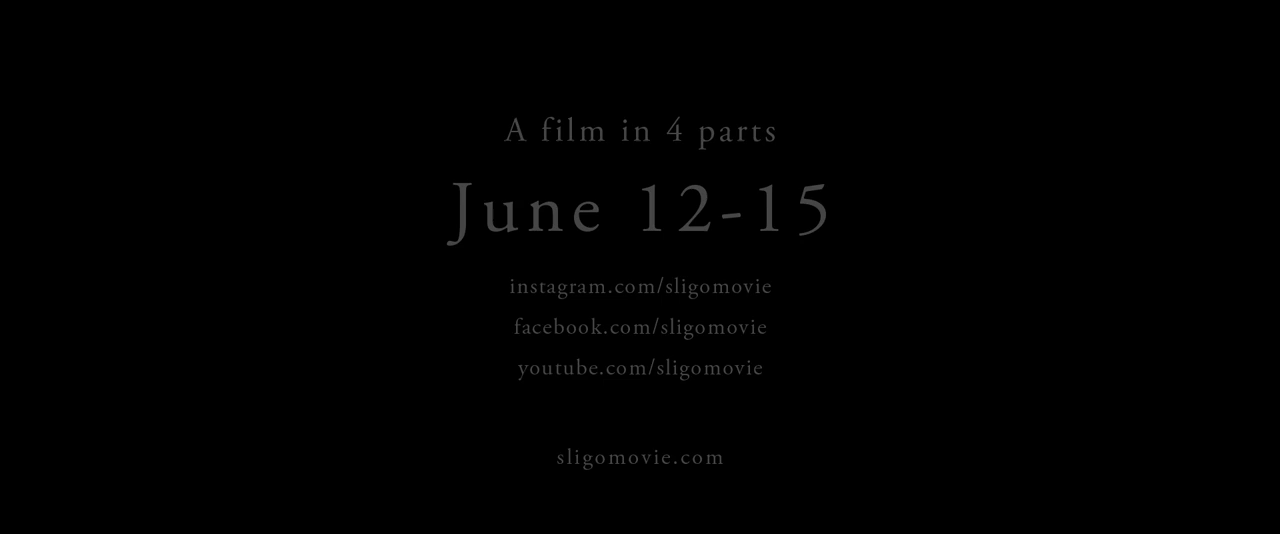 A film in 4 parts
June 12-15
instagram.com/sligomovie
facebook.com/sligomovie
youtube.com/sligomovie
sligomovie.com